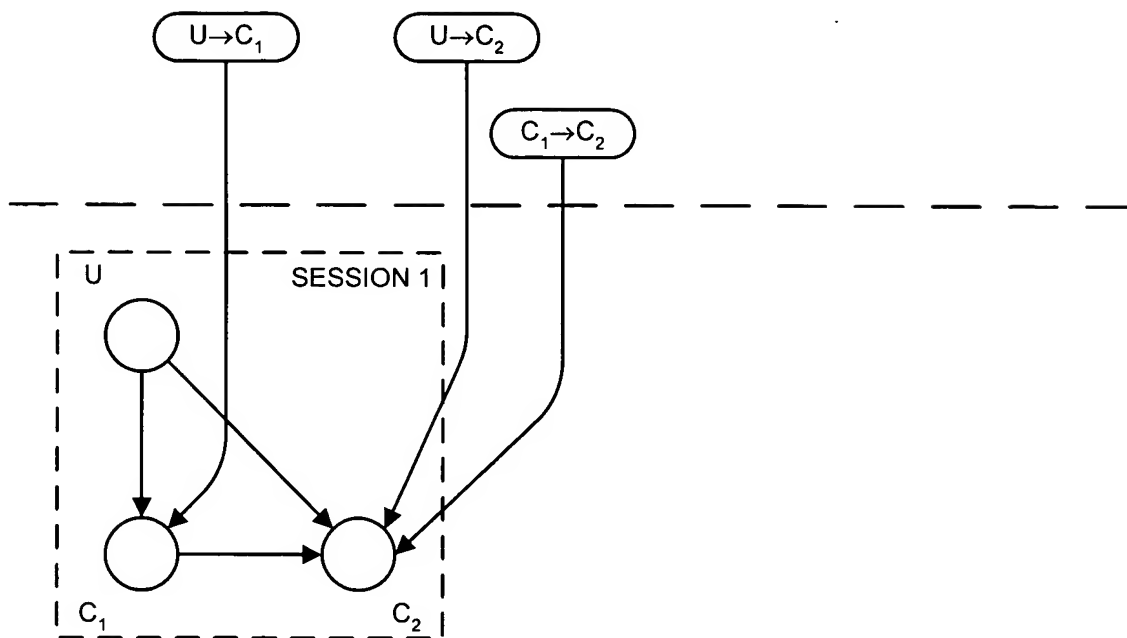 U→C₁
U→C₂
C₁→C₂
U
SESSION 1
C₁
C₂